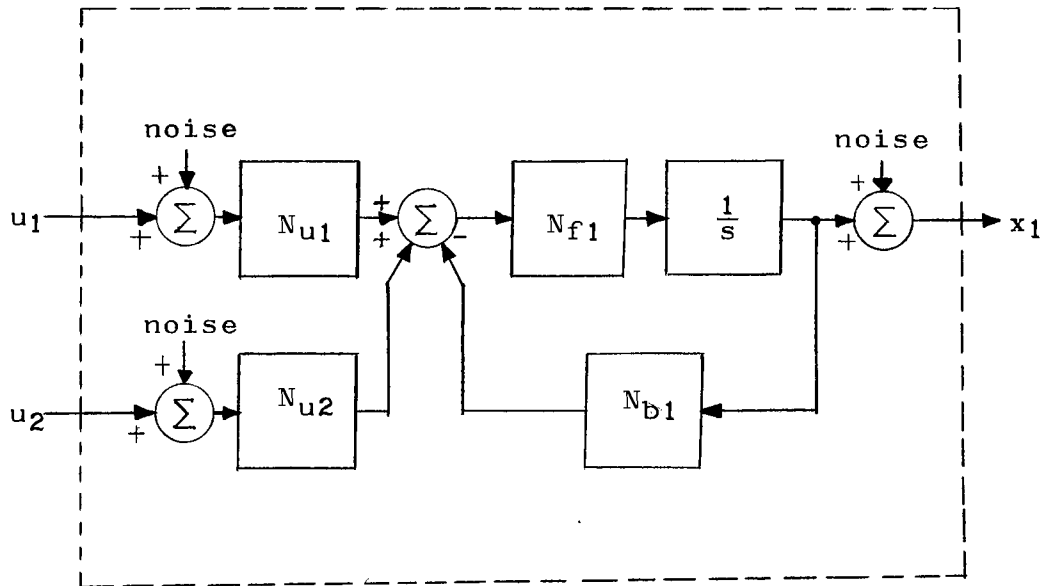 noise
+
u1
+
Σ
Nu1
+
+
Σ
-
Nf1
1
s
noise
+
+
Σ
x1
noise
+
u2
+
Σ
Nu2
Nb1